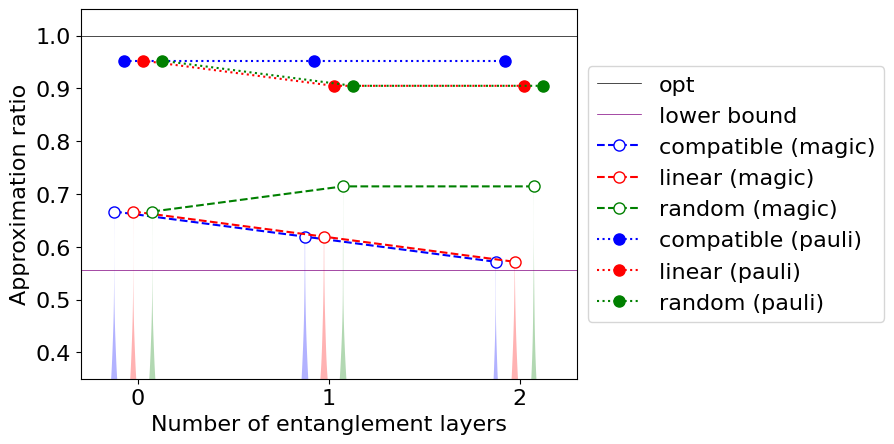 1.0
0.9
0.8
0.7
0.6
0.5
0.4
Approximation ratio
0
1
2
Number of entanglement layers
opt
lower bound
compatible (magic)
linear (magic)
random (magic)
compatible (pauli)
linear (pauli)
random (pauli)